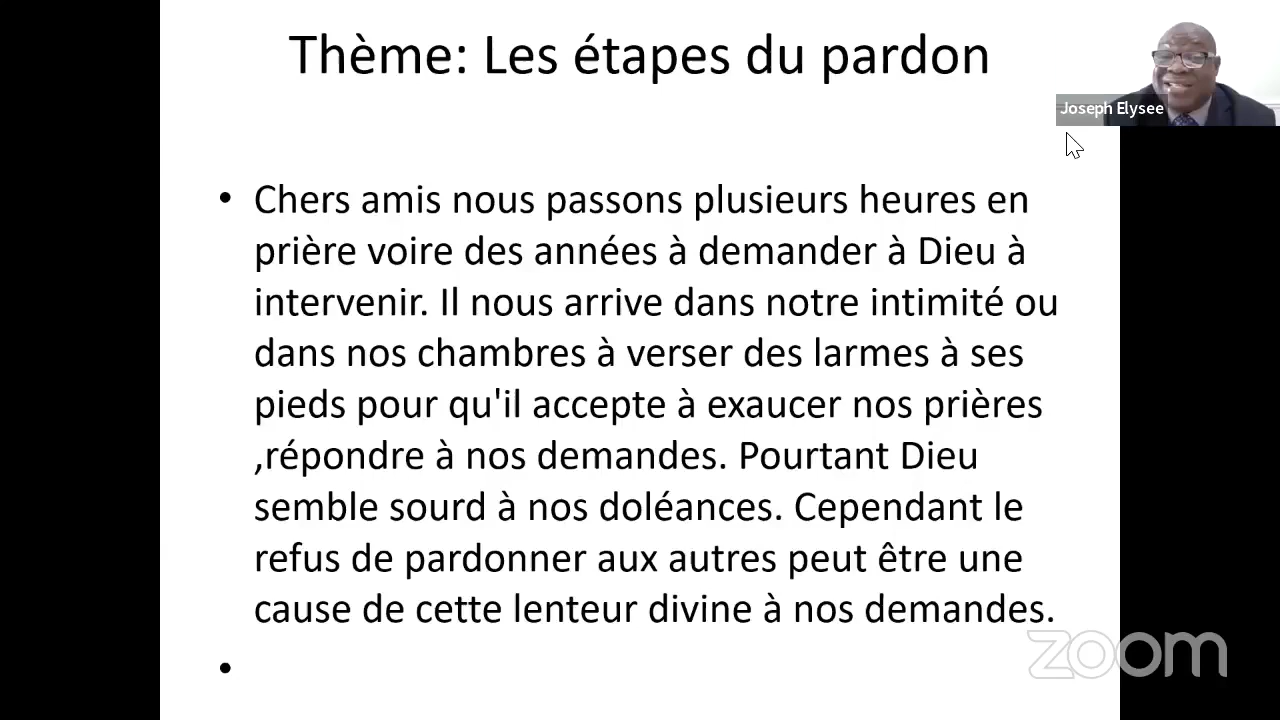 Thème: Les étapes du pardon
Joseph Elysee
• Chers amis nous passons plusieurs heures en
prière voire des années à demander à Dieu à
intervenir. Il nous arrive dans notre intimité ou
dans nos chambres à verser des larmes à ses
pieds pour qu'il accepte à exaucer nos prières
,répondre à nos demandes. Pourtant Dieu
semble sourd à nos doléances. Cependant le
refus de pardonner aux autres peut être une
cause de cette lenteur divine à nos demandes.
•
zoom